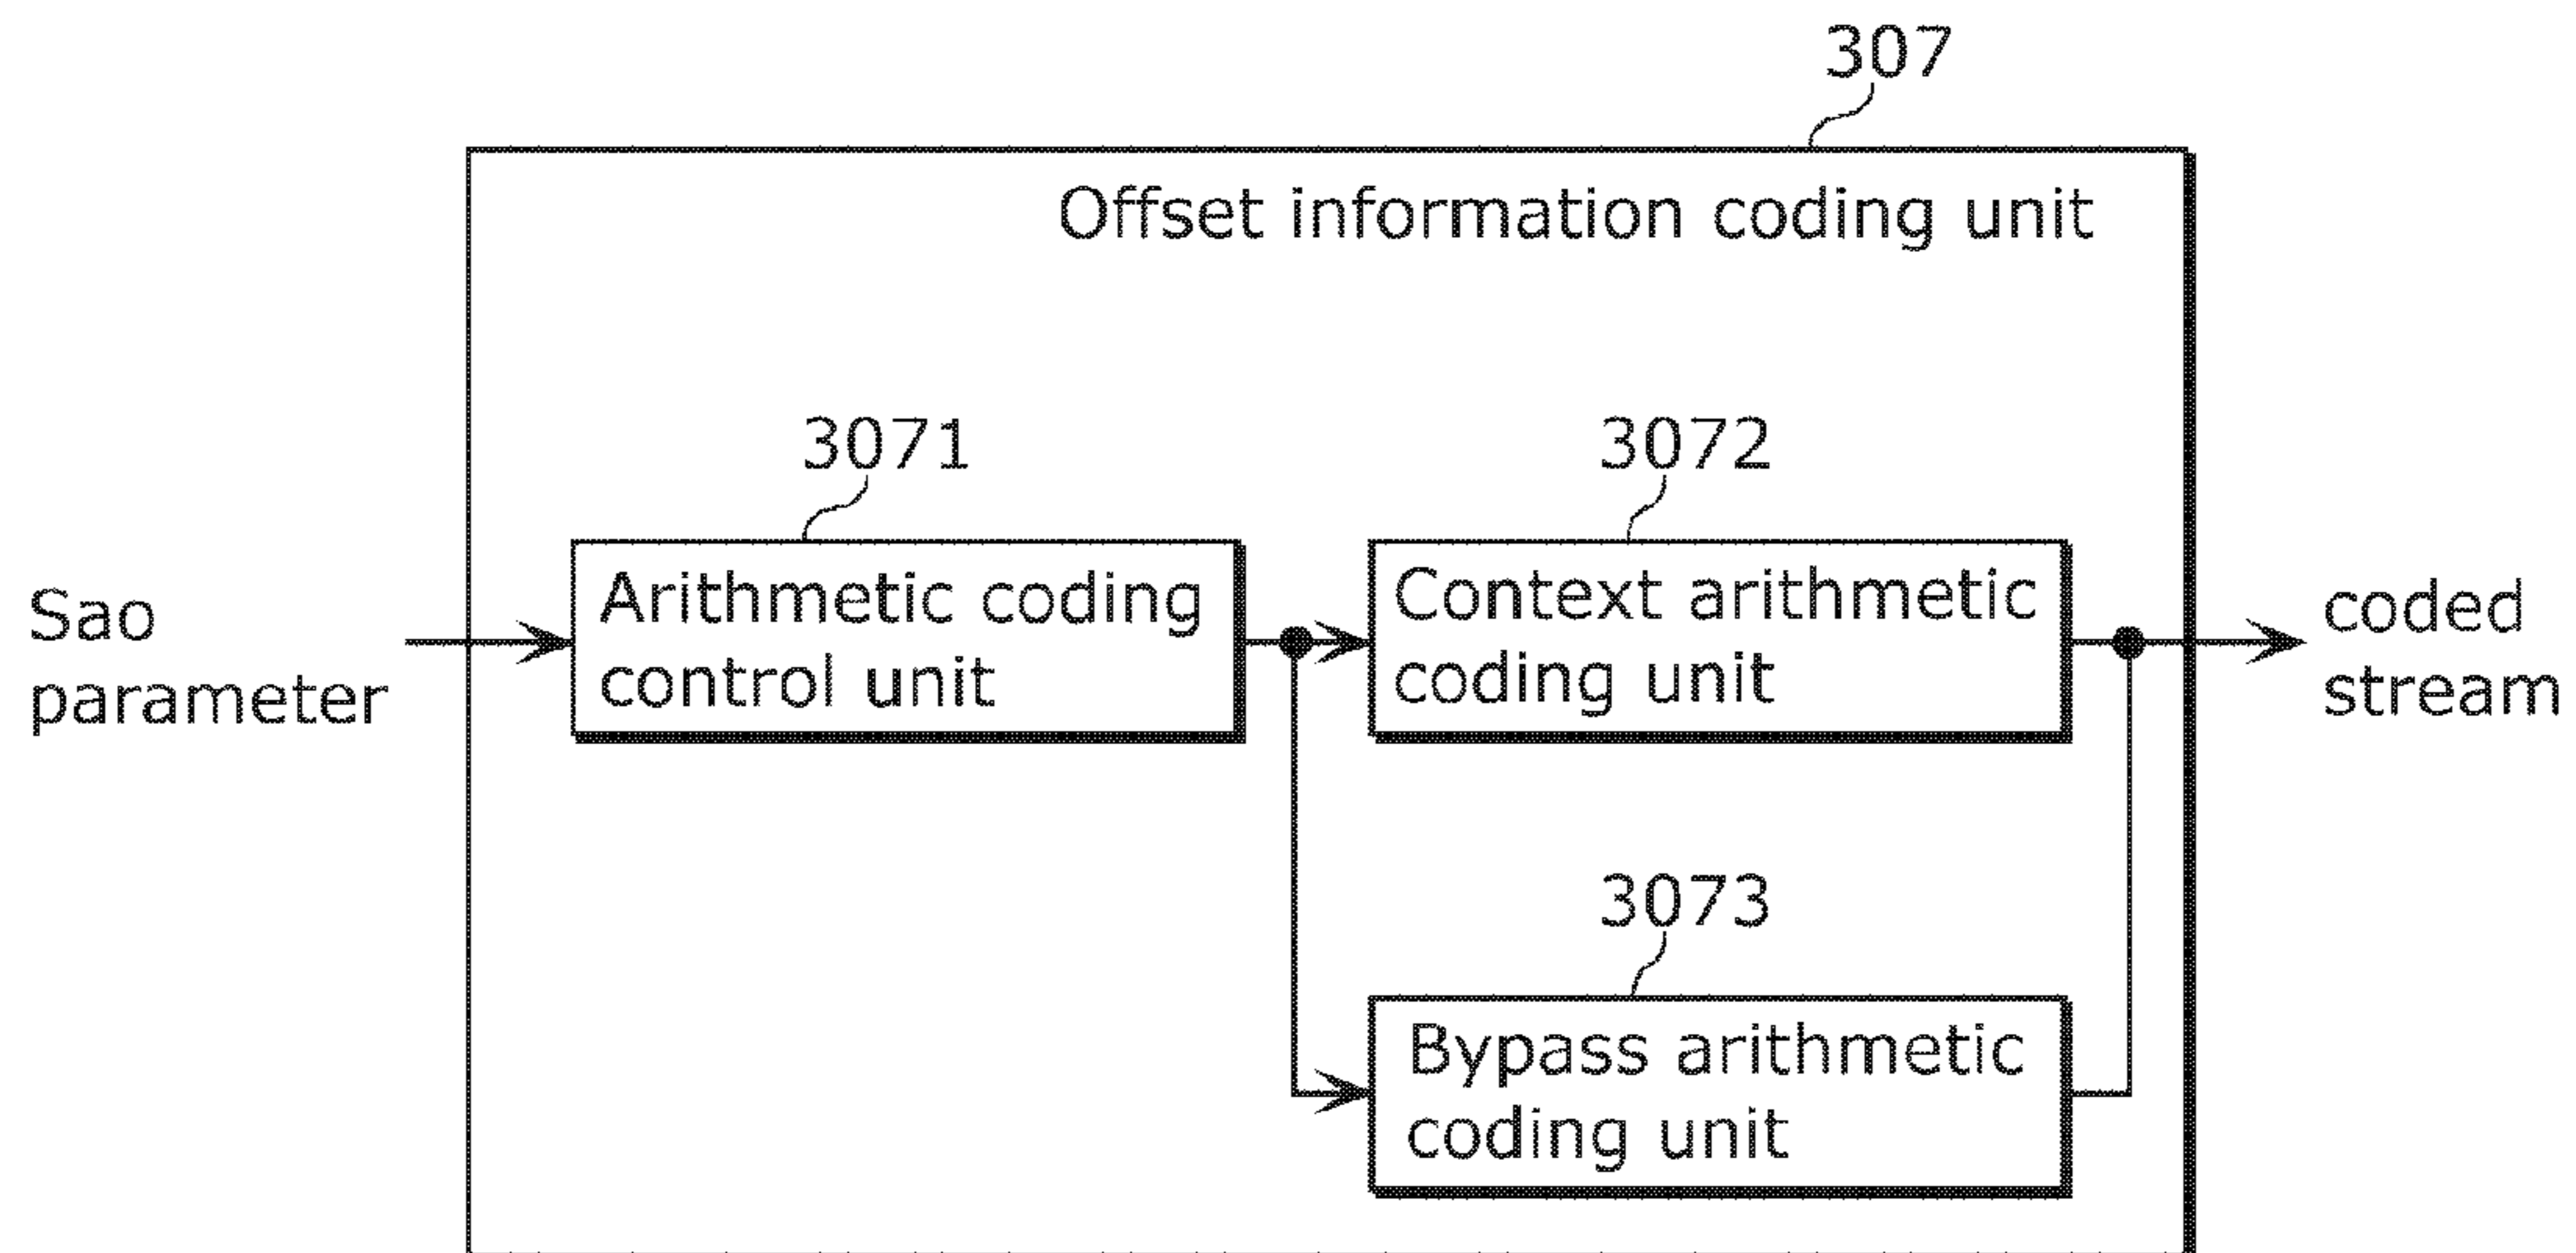 307
Offset information coding unit
3071
3072
Sao
parameter
Arithmetic coding
control unit
Context arithmetic
coding unit
coded
stream
3073
Bypass arithmetic
coding unit